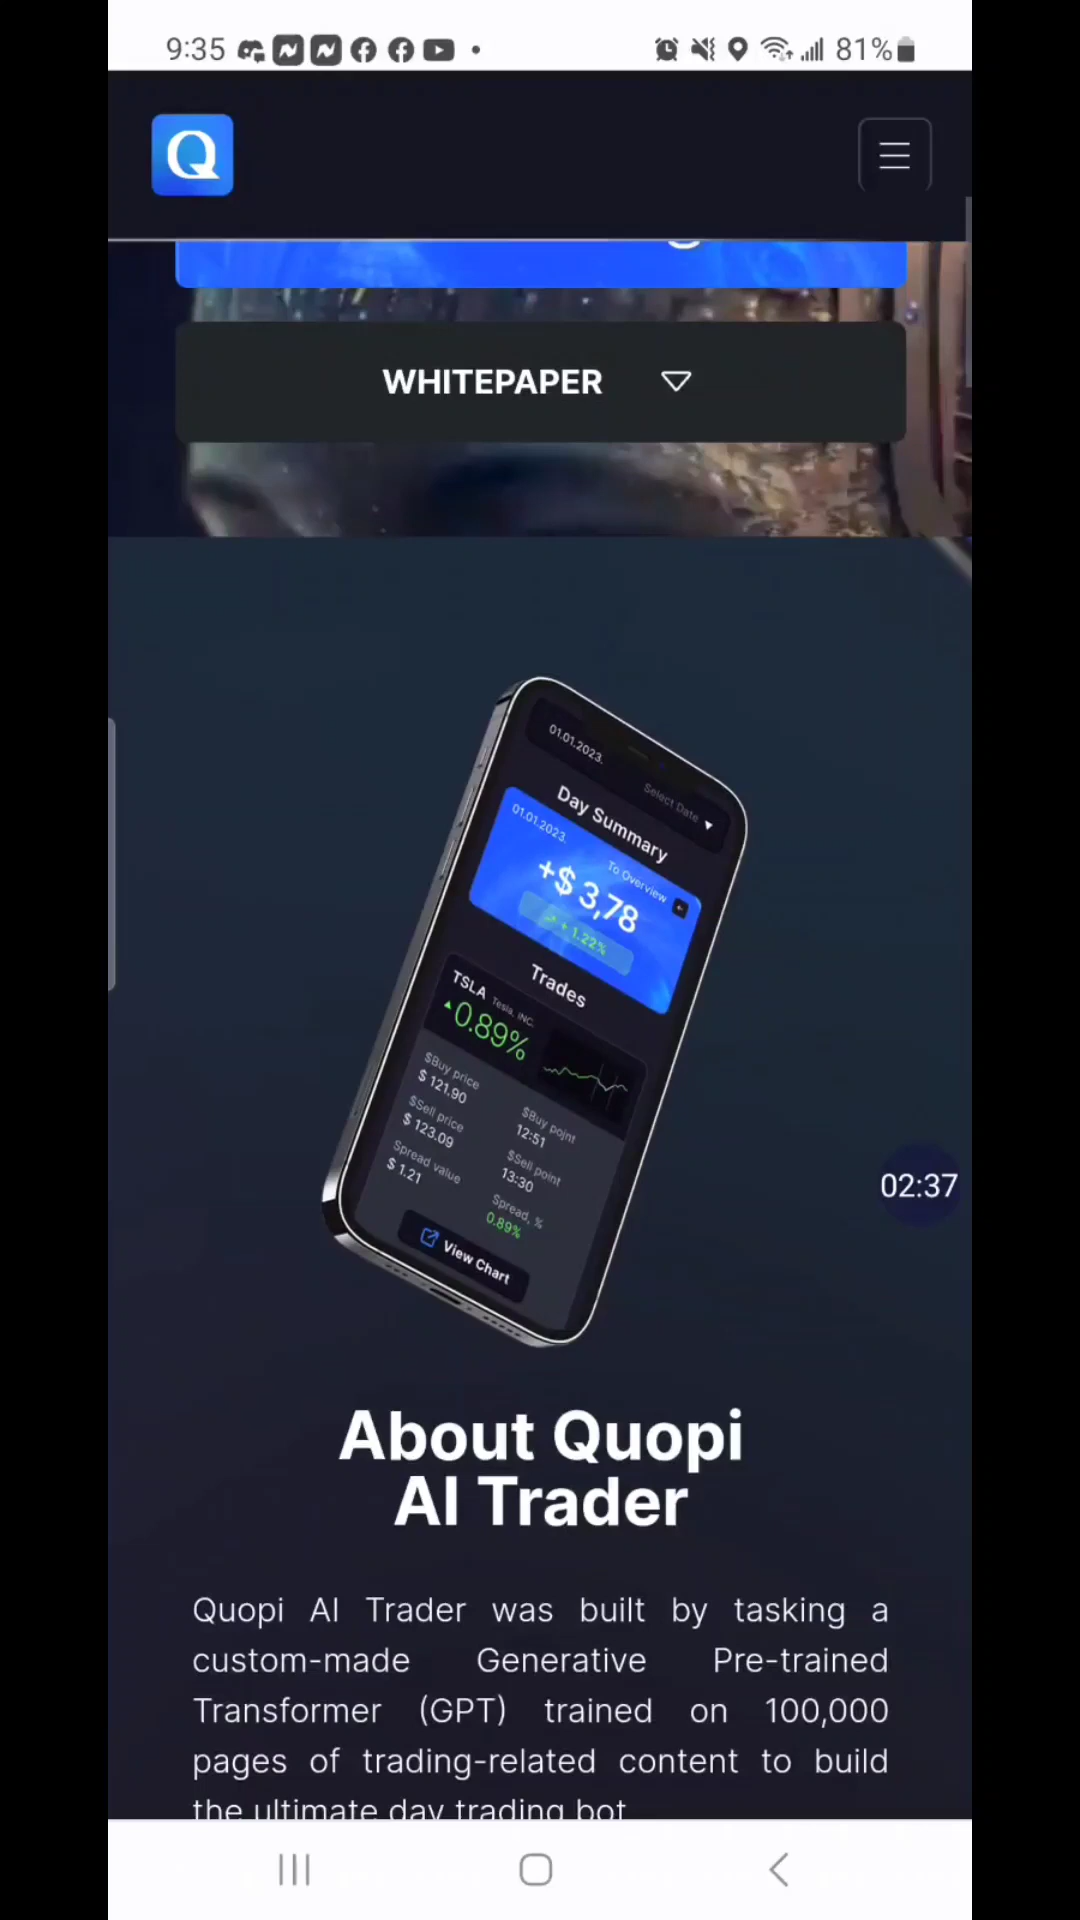 9:35
81%
Q
WHITEPAPER
01.01.2023.
Select Date
Day Summary
01.01.2023.
To Overview
+$ 3,78
+ 1.22%
Trades
TSLA Tesla, INC.
0.89%
$Buy price
$ 121.90
$Buy point
12:51
$Sell price
$ 123.09
$Sell point
13:30
Spread value
$ 1.21
Spread, %
0.89%
View Chart
02:37
About Quopi
AI Trader
Quopi AI Trader was built by tasking a
custom-made Generative Pre-trained
Transformer (GPT) trained on 100,000
pages of trading-related content to build
the ultimate day trading bot